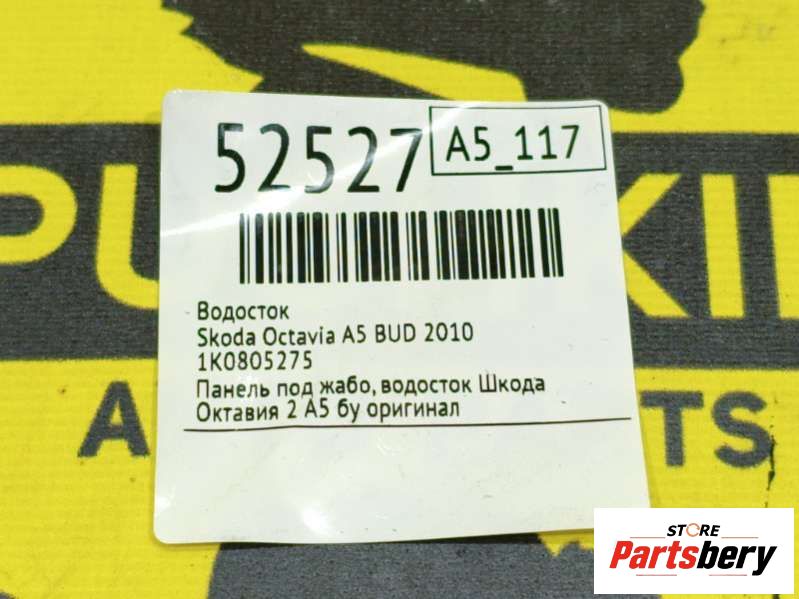 52527
A5_117
Водосток
Skoda Octavia A5 BUD 2010
1K0805275
Панель под жабо, водосток Шкода
Октавия 2 А5 бу оригинал
STORE
Partsbery